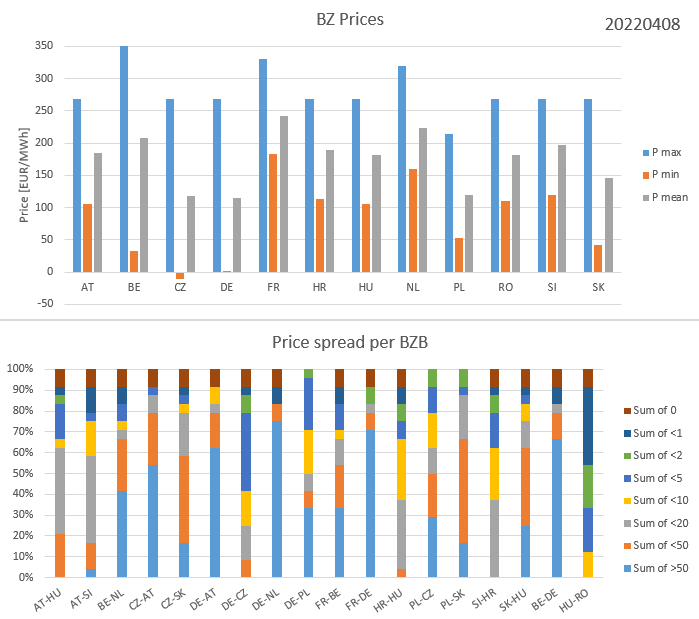 BZ Prices
20220408
350
300
250
200
150
100
50
0
-50
Price [EUR/MWh]
AT BE CZ DE FR HR HU NL PL RO SI SK
P max
P min
P mean
Price spread per BZB
100%
90%
80%
70%
60%
50%
40%
30%
20%
10%
0%
AT-HU AT-SI BE-NL CZ-AT CZ-SK DE-AT DE-CZ DE-NL DE-PL FR-BE FR-DE HR-HU PL-CZ PL-SK SI-HR SK-HU BE-DE HU-RO
Sum of 0
Sum of <1
Sum of <2
Sum of <5
Sum of <10
Sum of <20
Sum of <50
Sum of >50